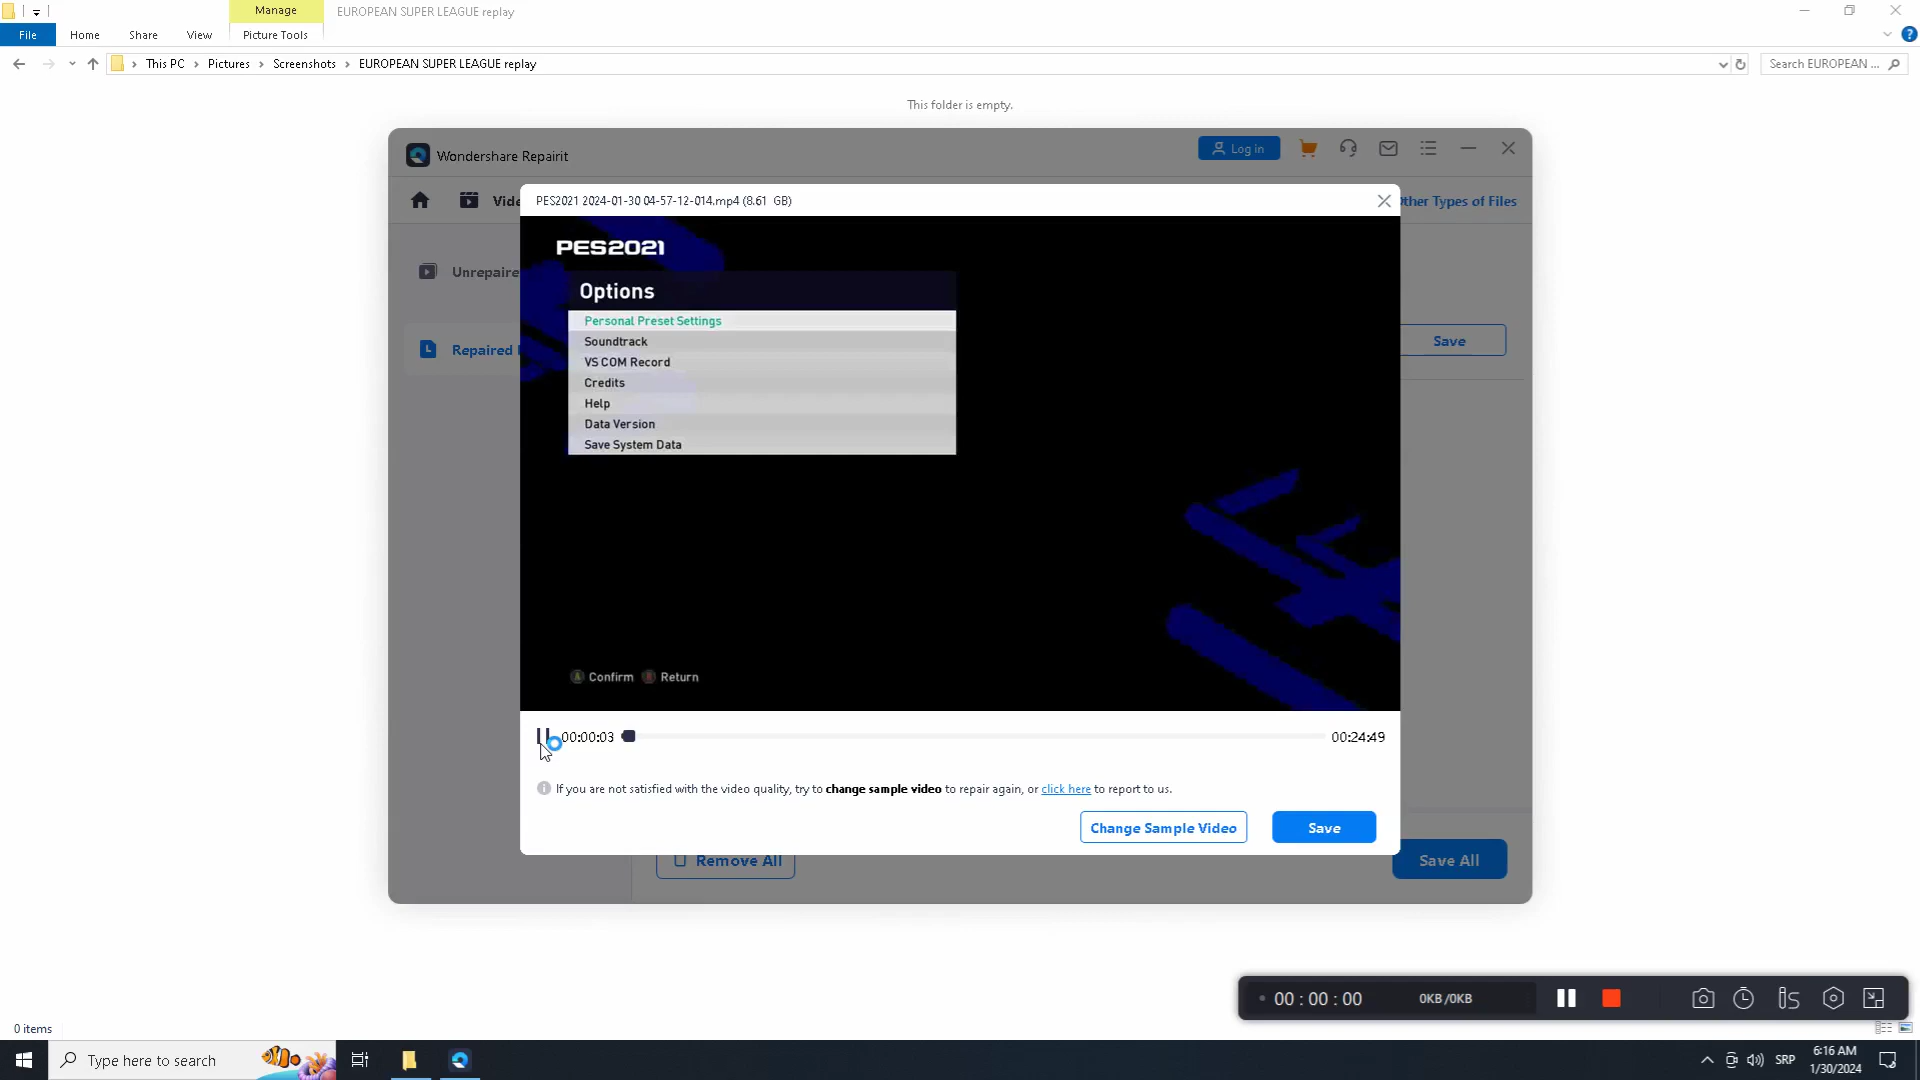 Manage
EUROPEAN SUPER LEAGUE replay
File
Home
Share
View
Picture Tools
This PC
Pictures
Screenshots
EUROPEAN SUPER LEAGUE replay
Search EUROPEAN ...
This folder is empty.
Wondershare Repairit
Log in
Vide
Other Types of Files
PES2021 2024-01-30 04-57-12-014.mp4 (8.61 GB)
Unrepaire
Repaired
Save
PES2021
Options
Personal Preset Settings
Soundtrack
VS COM Record
Credits
Help
Data Version
Save System Data
Confirm
Return
00:00:03
00:24:49
If you are not satisfied with the video quality, try to change sample video to repair again, or click here to report to us.
Change Sample Video
Save
Remove All
Save All
00 : 00 : 00
0KB /0KB
0 items
Type here to search
SRP
6:16 AM
1/30/2024